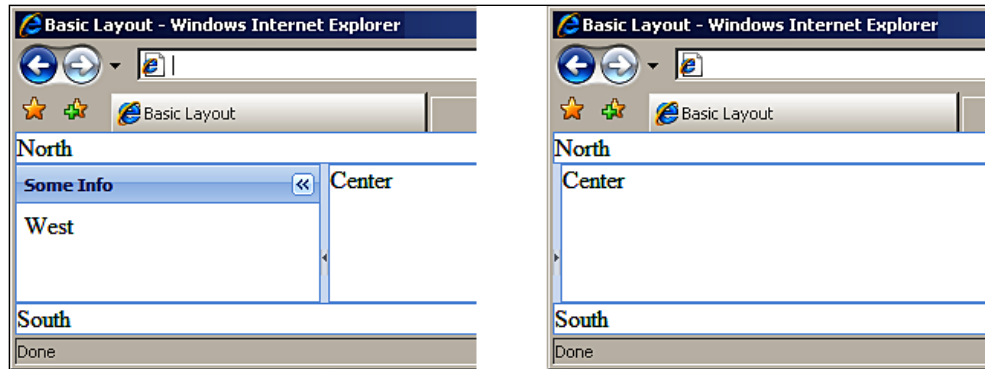 Basic Layout - Windows Internet Explorer
Basic Layout
North
Some Info
Center
West
South
Done
Basic Layout - Windows Internet Explorer
Basic Layout
North
Center
South
Done